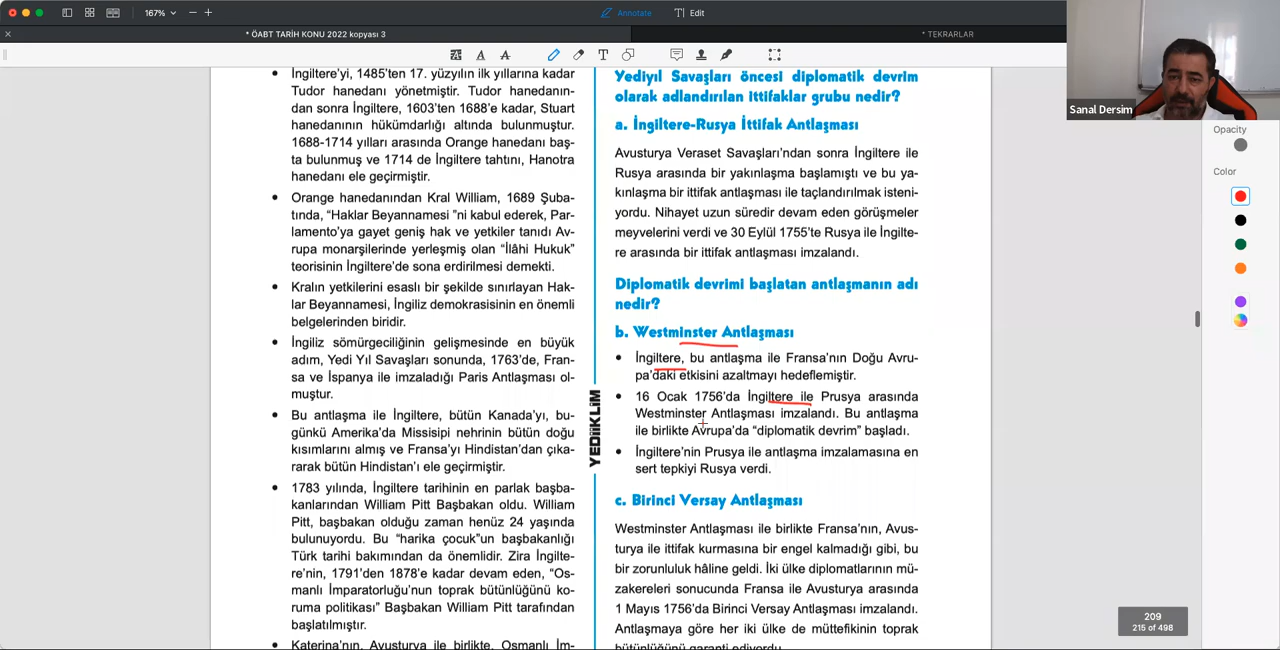 167%
Annotate
Edit
* ÖABT TARİH KONU 2022 kopyası 3
* TEKRARLAR
Sanal Dersim
Opacity
Color
İngiltere'yi, 1485'ten 17. yüzyılın ilk yıllarına kadar
Tudor hanedanı yönetmiştir. Tudor hanedanın-
dan sonra İngiltere, 1603'ten 1688'e kadar, Stuart
hanedanının hükümdarlığı altında bulunmuştur.
1688-1714 yılları arasında Orange hanedanı baş-
ta bulunmuş ve 1714 de İngiltere tahtını, Hanotra
hanedanı ele geçirmiştir.
Orange hanedanından Kral William, 1689 Şuba-
tında, “Haklar Beyannamesi ”ni kabul ederek, Par-
lamento'ya gayet geniş hak ve yetkiler tanıdı Av-
rupa monarşilerinde yerleşmiş olan “İlâhi Hukuk”
teorisinin İngiltere'de sona erdirilmesi demekti.
Kralın yetkilerini esaslı bir şekilde sınırlayan Hak-
lar Beyannamesi, İngiliz demokrasisinin en önemli
belgelerinden biridir.
İngiliz sömürgeciliğinin gelişmesinde en büyük
adım, Yedi Yıl Savaşları sonunda, 1763'de, Fran-
sa ve İspanya ile imzaladığı Paris Antlaşması ol-
muştur.
Bu antlaşma ile İngiltere, bütün Kanada'yı, bu-
günkü Amerika'da Missisipi nehrinin bütün doğu
kısımlarını almış ve Fransa'yı Hindistan'dan çıka-
rarak bütün Hindistan'ı ele geçirmiştir.
1783 yılında, İngiltere tarihinin en parlak başba-
kanlarından William Pitt Başbakan oldu. William
Pitt, başbakan olduğu zaman henüz 24 yaşında
bulunuyordu. Bu “harika çocuk”un başbakanlığı
Türk tarihi bakımından da önemlidir. Zira İngilte-
re'nin, 1791'den 1878'e kadar devam eden, “Os-
manlı İmparatorluğu'nun toprak bütünlüğünü ko-
ruma politikası” Başbakan William Pitt tarafından
başlatılmıştır.
Katerina'nın, Avusturya ile birlikte, Osmanlı İm-
YEDİİKLİM
Yediyıl Savaşları öncesi diplomatik devrim
olarak adlandırılan ittifaklar grubu nedir?
a. İngiltere-Rusya İttifak Antlaşması
Avusturya Veraset Savaşları'ndan sonra İngiltere ile
Rusya arasında bir yakınlaşma başlamıştı ve bu ya-
kınlaşma bir ittifak antlaşması ile taçlandırılmak isteni-
yordu. Nihayet uzun süredir devam eden görüşmeler
meyvelerini verdi ve 30 Eylül 1755'te Rusya ile İngilte-
re arasında bir ittifak antlaşması imzalandı.
Diplomatik devrimi başlatan antlaşmanın adı
nedir?
b. Westminster Antlaşması
İngiltere, bu antlaşma ile Fransa'nın Doğu Avru-
pa'daki etkisini azaltmayı hedeflemiştir.
16 Ocak 1756'da İngiltere ile Prusya arasında
Westminster Antlaşması imzalandı. Bu antlaşma
ile birlikte Avrupa'da “diplomatik devrim” başladı.
İngiltere'nin Prusya ile antlaşma imzalamasına en
sert tepkiyi Rusya verdi.
c. Birinci Versay Antlaşması
Westminster Antlaşması ile birlikte Fransa'nın, Avus-
turya ile ittifak kurmasına bir engel kalmadığı gibi, bu
bir zorunluluk hâline geldi. İki ülke diplomatlarının mü-
zakereleri sonucunda Fransa ile Avusturya arasında
1 Mayıs 1756'da Birinci Versay Antlaşması imzalandı.
Antlaşmaya göre her iki ülke de müttefikinin toprak
bütünlüğünü garanti ediyordu.
209
215 of 498